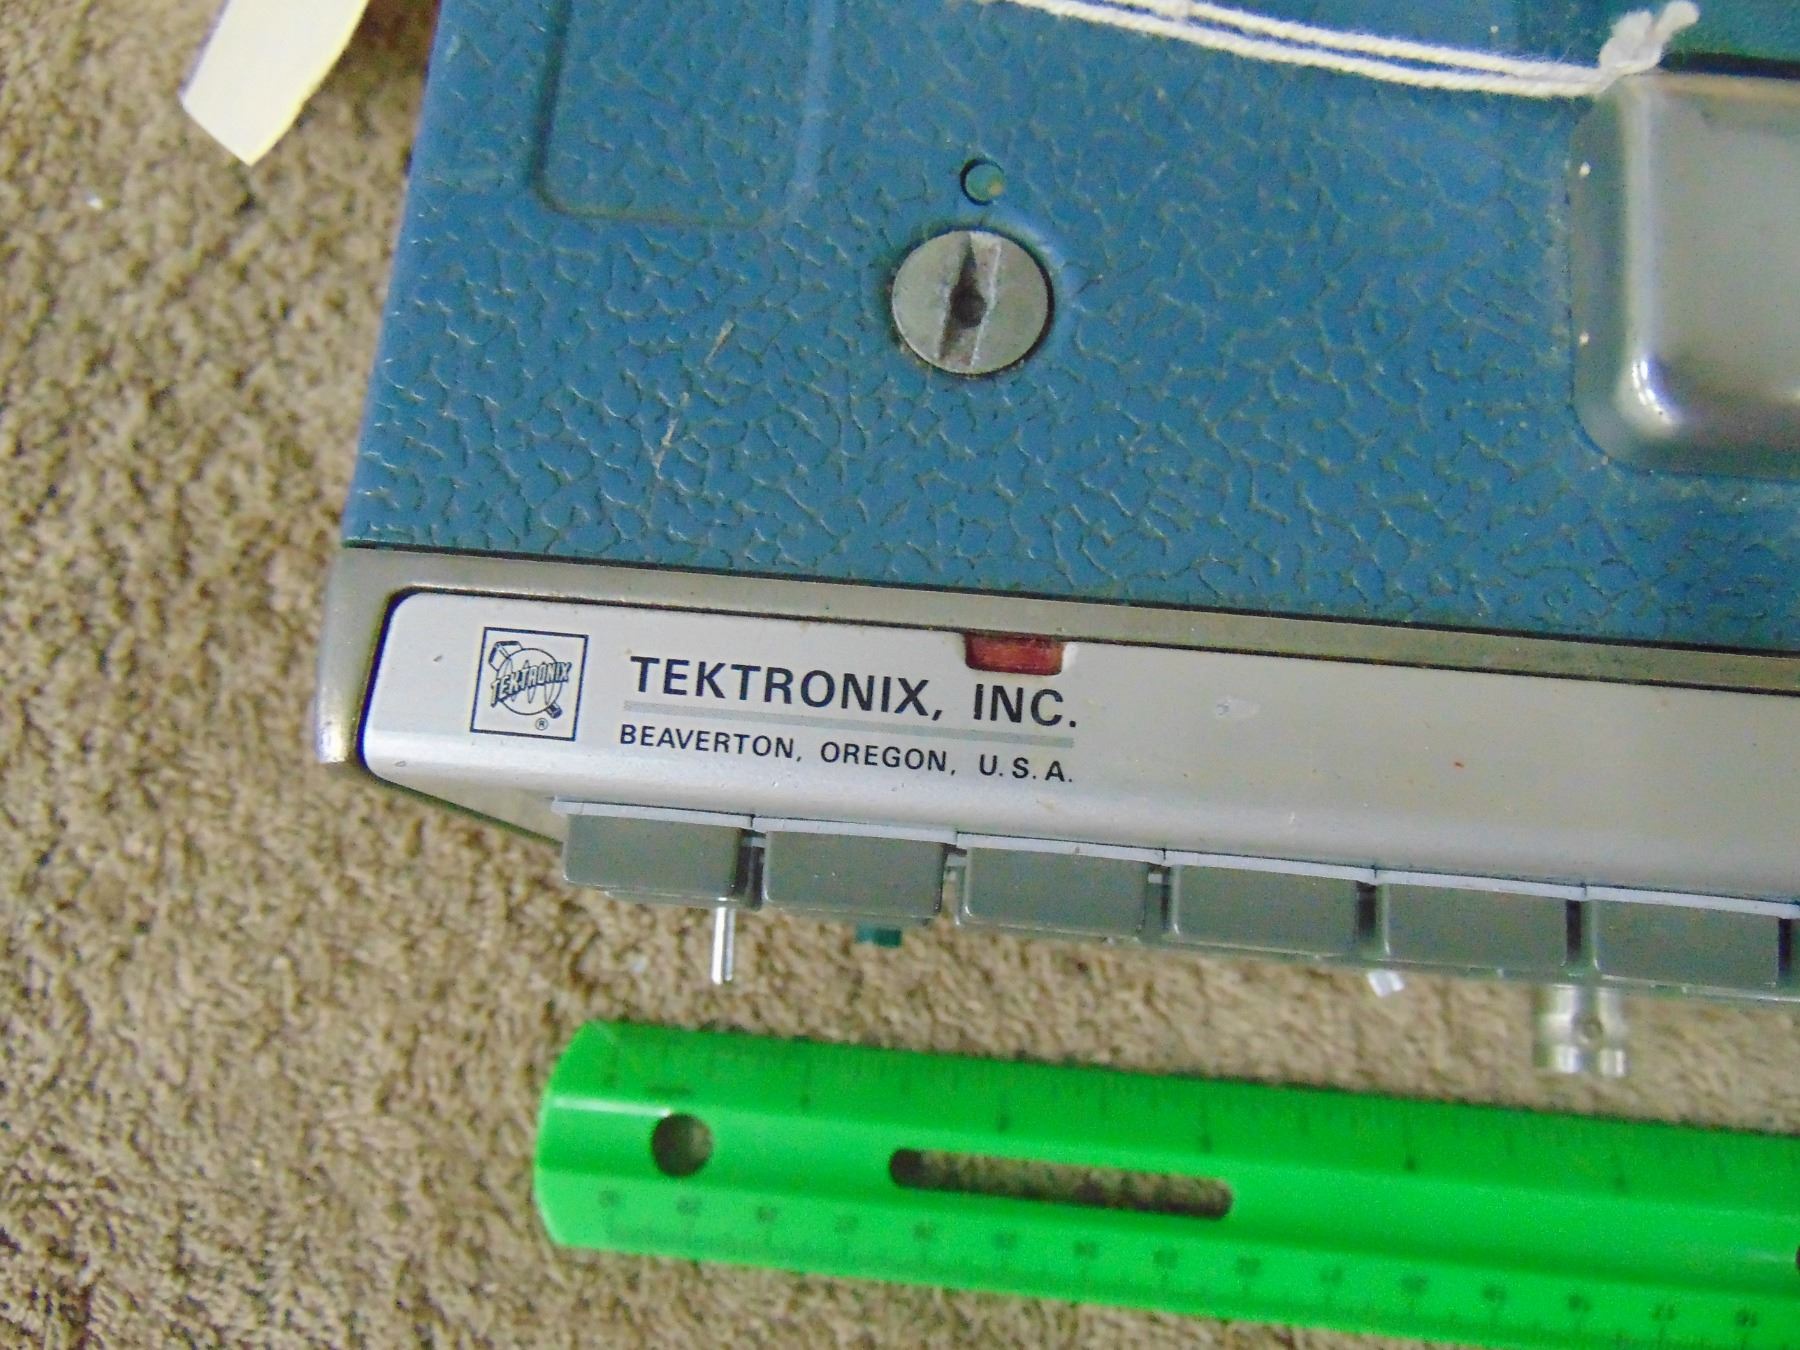 TEKTRONIX
®
TEKTRONIX, INC.
BEAVERTON, OREGON, U.S.A.